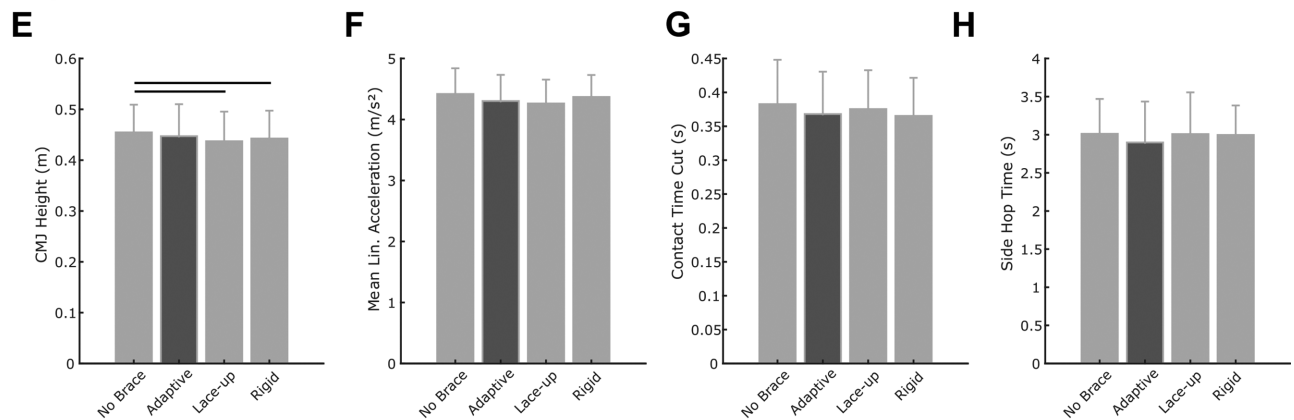 E
0.6
0.5
0.4
0.3
0.2
0.1
0
CMJ Height (m)
No Brace
Adaptive
Lace-up
Rigid
F
5
4
3
2
1
0
Mean Lin. Acceleration (m/s²)
No Brace
Adaptive
Lace-up
Rigid
G
0.45
0.4
0.35
0.3
0.25
0.2
0.15
0.1
0.05
0
Contact Time Cut (s)
No Brace
Adaptive
Lace-up
Rigid
H
4
3.5
3
2.5
2
1.5
1
0.5
0
Side Hop Time (s)
No Brace
Adaptive
Lace-up
Rigid